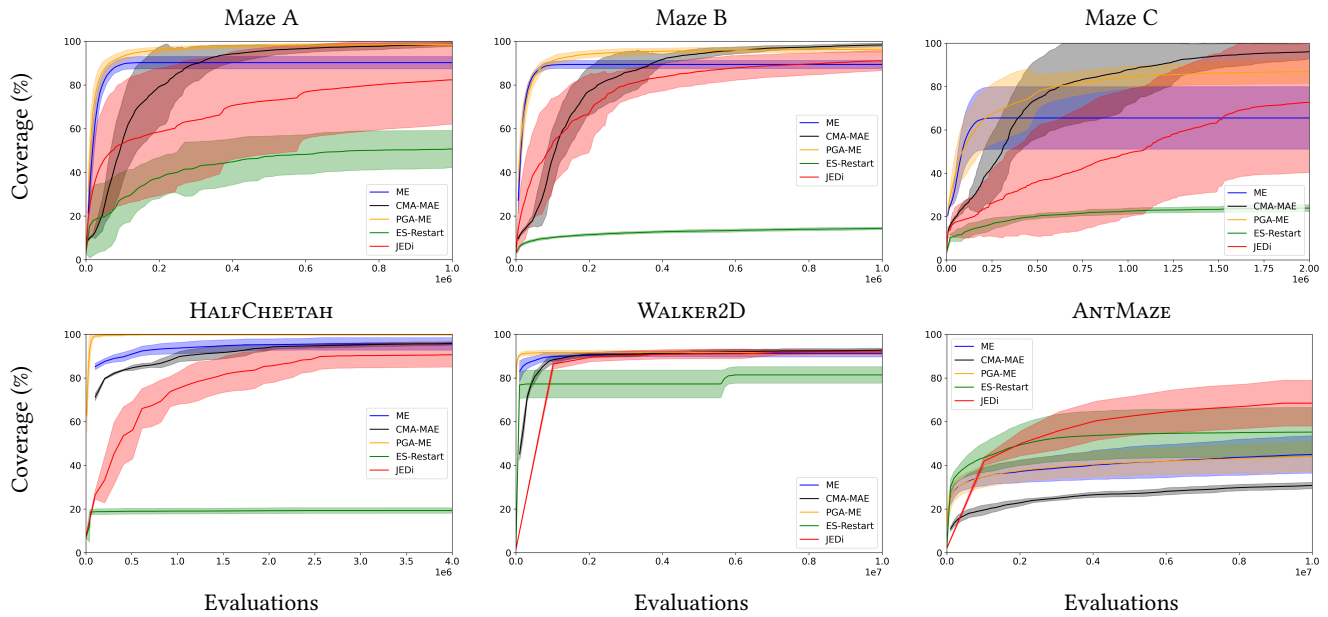 Maze A
Maze B
Maze C
Coverage (%)
100
80
60
40
20
0
0.0 0.2 0.4 0.6 0.8 1.0
1e6
ME
CMA-MAE
PGA-ME
ES-Restart
JEDi
100
80
60
40
20
0
0.0 0.2 0.4 0.6 0.8 1.0
1e6
ME
CMA-MAE
PGA-ME
ES-Restart
JEDi
100
80
60
40
20
0
0.00 0.25 0.50 0.75 1.00 1.25 1.50 1.75 2.00
1e6
ME
CMA-MAE
PGA-ME
ES-Restart
JEDi
HALFCHEETAH
WALKER2D
ANTMAZE
Coverage (%)
100
80
60
40
20
0
0.0 0.5 1.0 1.5 2.0 2.5 3.0 3.5 4.0
1e6
ME
CMA-MAE
PGA-ME
ES-Restart
JEDi
100
80
60
40
20
0
0.0 0.2 0.4 0.6 0.8 1.0
1e7
ME
CMA-MAE
PGA-ME
ES-Restart
JEDi
100
80
60
40
20
0
0.0 0.2 0.4 0.6 0.8 1.0
1e7
ME
CMA-MAE
PGA-ME
ES-Restart
JEDi
Evaluations
Evaluations
Evaluations